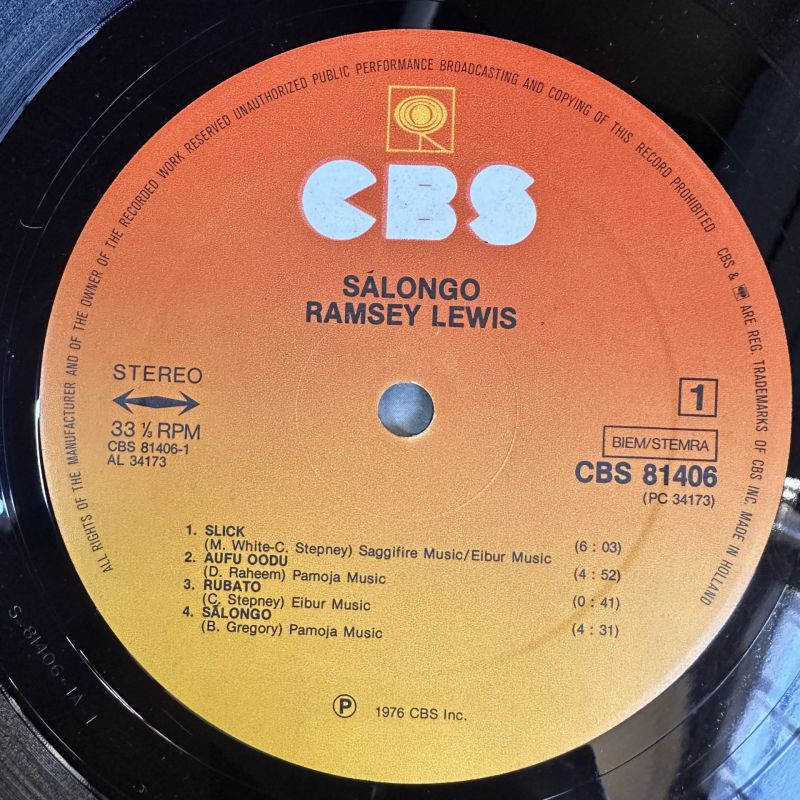 ALL RIGHTS OF THE MANUFACTURER AND OF THE OWNER OF THE RECORDED WORK RESERVED UNAUTHORIZED PUBLIC PERFORMANCE BROADCASTING AND COPYING OF THIS RECORD PROHIBITED CBS & ARE REG. TRADEMARKS OF CBS INC. MADE IN HOLLAND
CBS
SÁLONGO
RAMSEY LEWIS
STEREO
33 ⅓ RPM
CBS 81406-1
AL 34173
1
BIEM/STEMRA
CBS 81406
(PC 34173)
1. SLICK
(M. White-C. Stepney) Saggifire Music/Eibur Music (6 : 03)
2. AUFU OODU
(D. Raheem) Pamoja Music (4 : 52)
3. RUBATO
(C. Stepney) Eibur Music (0 : 41)
4. SÁLONGO
(B. Gregory) Pamoja Music (4 : 31)
Ⓟ 1976 CBS Inc.